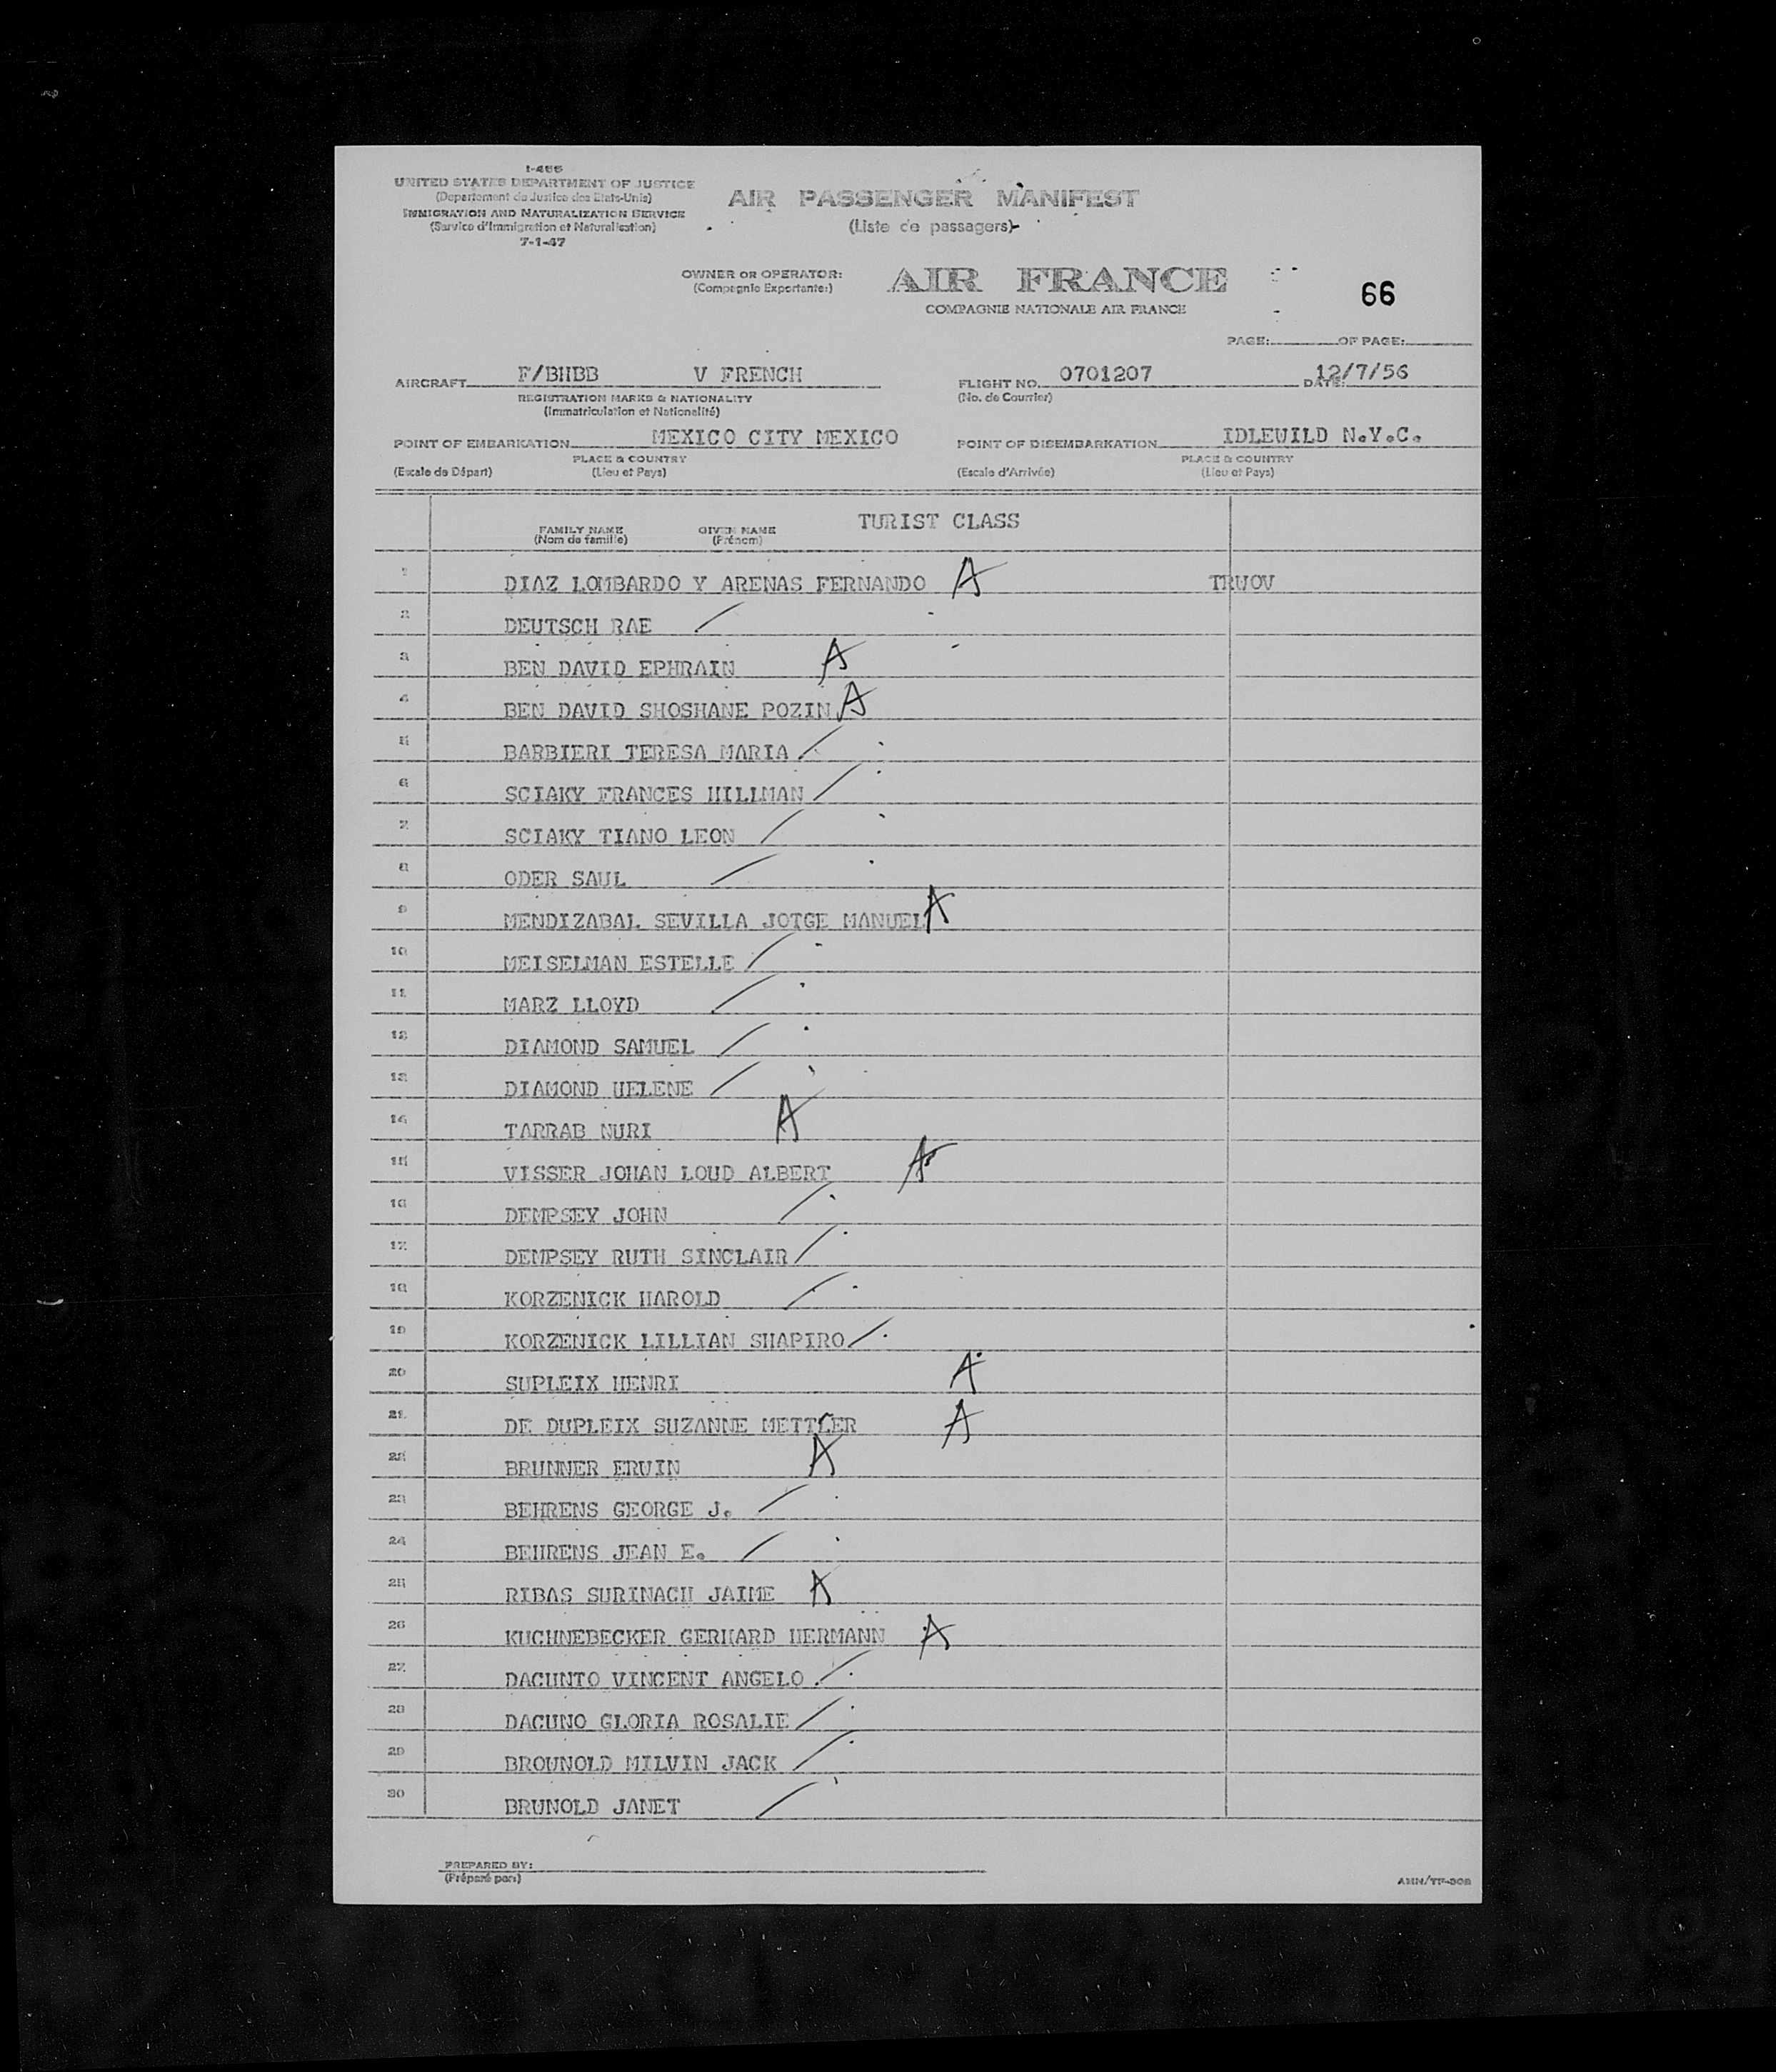 I-466
UNITED STATES DEPARTMENT OF JUSTICE
(Departement de Justice des Etats-Unis)
IMMIGRATION AND NATURALIZATION SERVICE
(Service d'Immigration et Naturalisation)
7-1-47
AIR PASSENGER MANIFEST
(Liste de passagers)
OWNER OR OPERATOR:
(Compagnie Exportante:)
AIR FRANCE
COMPAGNIE NATIONALE AIR FRANCE
66
PAGE: OF PAGE:
AIRCRAFT F/BHBB V FRENCH FLIGHT NO. 0701207 DATE: 12/7/56
REGISTRATION MARKS & NATIONALITY (No. de Courrier)
(Immatriculation et Nationalité)
POINT OF EMBARKATION MEXICO CITY MEXICO POINT OF DISEMBARKATION IDLEWILD N.Y.C.
PLACE & COUNTRY PLACE & COUNTRY
(Escale de Départ) (Lieu et Pays) (Escale d'Arrivée) (Lieu et Pays)
FAMILY NAME GIVEN NAME TURIST CLASS
(Nom de famille) (Prénom)
1 DIAZ LOMBARDO Y ARENAS FERNANDO A TRUOV
2 DEUTSCH RAE /
3 BEN DAVID EPHRAIN A
4 BEN DAVID SHOSHANE POZIN A
5 BARBIERI TERESA MARIA /
6 SCIAKY FRANCES HILLMAN /
7 SCIAKY TIANO LEON /
8 ODER SAUL /
9 MENDIZABAL SEVILLA JOTGE MANUEL A
10 MEISELMAN ESTELLE /
11 MARZ LLOYD /
12 DIAMOND SAMUEL /
13 DIAMOND HELENE /
14 TARRAB NURI A
15 VISSER JOHAN LOUD ALBERT A
16 DEMPSEY JOHN /
17 DEMPSEY RUTH SINCLAIR /
18 KORZENICK HAROLD /
19 KORZENICK LILLIAN SHAPIRO /
20 SUPLEIX HENRI A
21 DE DUPLEIX SUZANNE METTLER A
22 BRUNNER ERWIN A
23 BEHRENS GEORGE J. /
24 BEHRENS JEAN E. /
25 RIBAS SURINACH JAIME A
26 KUCHNEBECKER GERHARD HERMANN A
27 DACUNTO VINCENT ANGELO /
28 DACUNO GLORIA ROSALIE /
29 BROWNOLD MILVIN JACK /
30 BRUNOLD JANET /
PREPARED BY:
(Préparé par:)